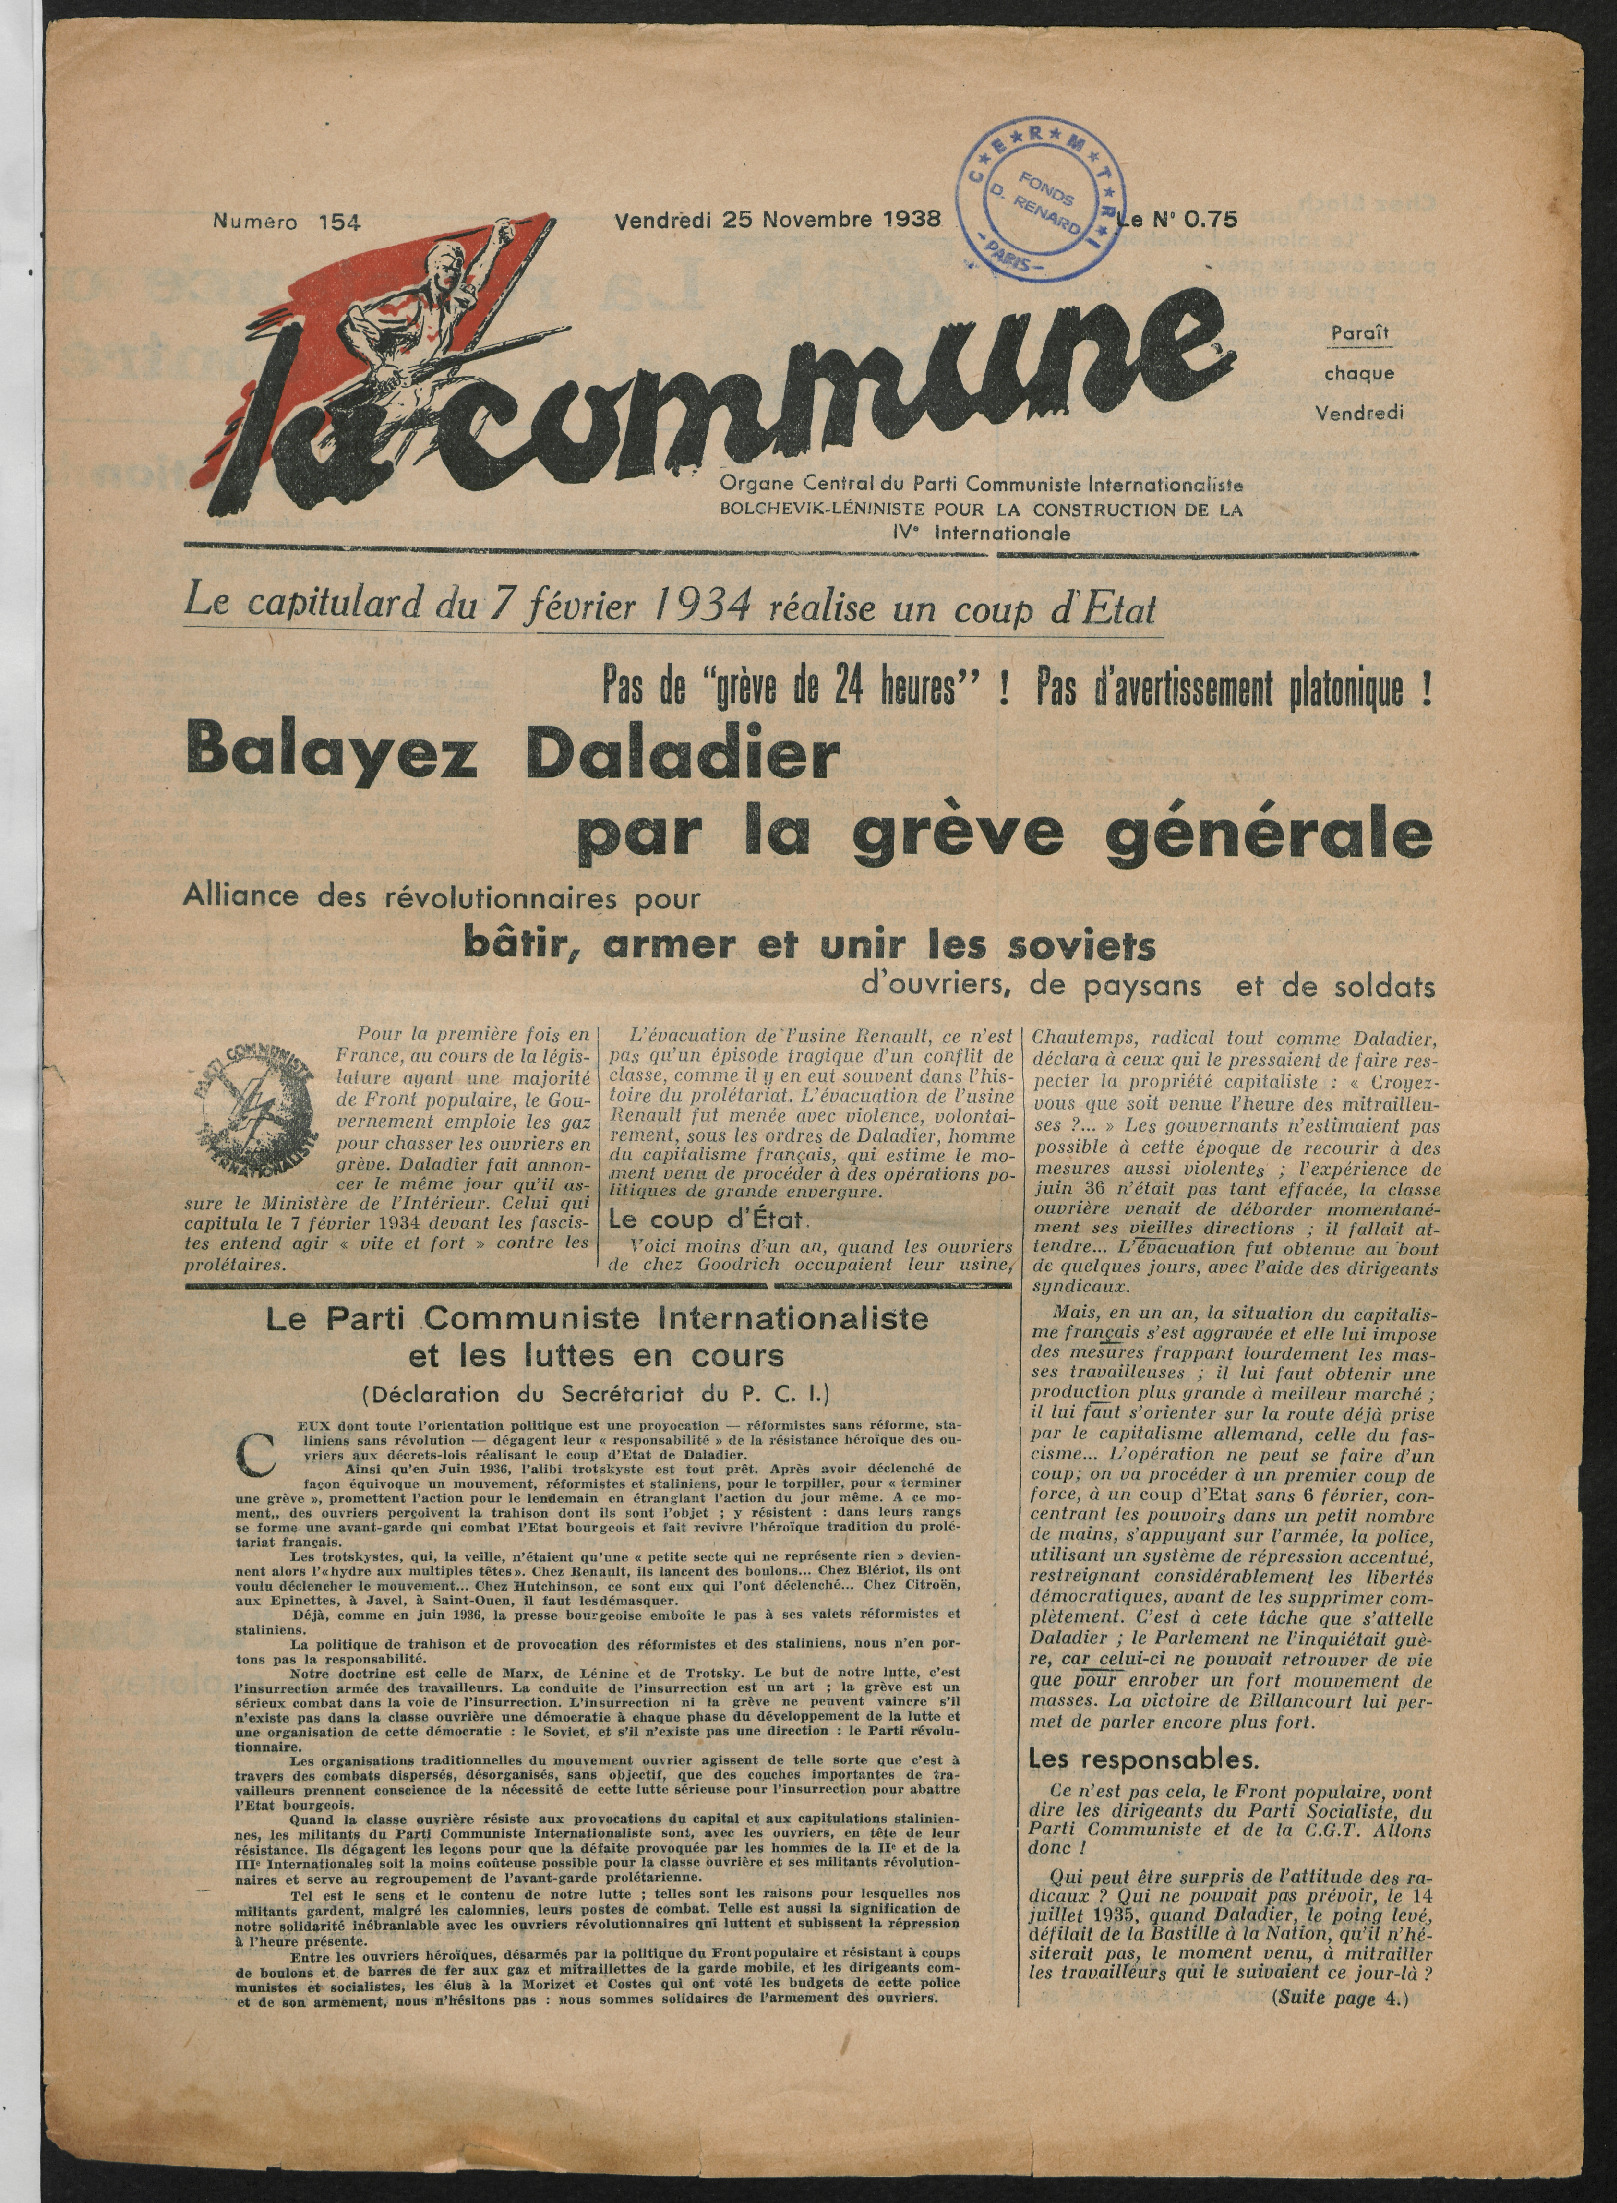 Numéro 154
Vendredi 25 Novembre 1938
C★E★R★M★T★R★I
FONDS
D. RENARD
- PARIS -
Le N° 0.75
la commune
Paraît
chaque
Vendredi
Organe Central du Parti Communiste Internationaliste
BOLCHEVIK-LÉNINISTE POUR LA CONSTRUCTION DE LA
IVe Internationale
Le capitulard du 7 février 1934 réalise un coup d'Etat
Pas de "grève de 24 heures" ! Pas d'avertissement platonique !
Balayez Daladier
par la grève générale
Alliance des révolutionnaires pour
bâtir, armer et unir les soviets
d'ouvriers, de paysans et de soldats
PARTI COMMUNISTE
INTERNATIONALISTE
Pour la première fois en
France, au cours de la légis-
lature ayant une majorité
de Front populaire, le Gou-
vernement emploie les gaz
pour chasser les ouvriers en
grève. Daladier fait annon-
cer le même jour qu'il as-
sure le Ministère de l'Intérieur. Celui qui
capitula le 7 février 1934 devant les fascis-
tes entend agir « vite et fort » contre les
prolétaires.
L'évacuation de l'usine Renault, ce n'est
pas qu'un épisode tragique d'un conflit de
classe, comme il y en eut souvent dans l'his-
toire du prolétariat. L'évacuation de l'usine
Renault fut menée avec violence, volontai-
rement, sous les ordres de Daladier, homme
du capitalisme français, qui estime le mo-
ment venu de procéder à des opérations po-
litiques de grande envergure.
Le coup d'État.
Voici moins d'un an, quand les ouvriers
de chez Goodrich occupaient leur usine,
Chautemps, radical tout comme Daladier,
déclara à ceux qui le pressaient de faire res-
pecter la propriété capitaliste : « Croyez-
vous que soit venue l'heure des mitrailleu-
ses ?... » Les gouvernants n'estimaient pas
possible à cette époque de recourir à des
mesures aussi violentes ; l'expérience de
juin 36 n'était pas tant effacée, la classe
ouvrière venait de déborder momentané-
ment ses vieilles directions ; il fallait at-
tendre... L'évacuation fut obtenue au bout
de quelques jours, avec l'aide des dirigeants
syndicaux.
Mais, en un an, la situation du capitalis-
me français s'est aggravée et elle lui impose
des mesures frappant lourdement les mas-
ses travailleuses ; il lui faut obtenir une
production plus grande à meilleur marché ;
il lui faut s'orienter sur la route déjà prise
par le capitalisme allemand, celle du fas-
cisme... L'opération ne peut se faire d'un
coup; on va procéder à un premier coup de
force, à un coup d'Etat sans 6 février, con-
centrant les pouvoirs dans un petit nombre
de mains, s'appuyant sur l'armée, la police,
utilisant un système de répression accentué,
restreignant considérablement les libertés
démocratiques, avant de les supprimer com-
plètement. C'est à cete tâche que s'attelle
Daladier ; le Parlement ne l'inquiétait guè-
re, car celui-ci ne pouvait retrouver de vie
que pour enrober un fort mouvement de
masses. La victoire de Billancourt lui per-
met de parler encore plus fort.
Les responsables.
Ce n'est pas cela, le Front populaire, vont
dire les dirigeants du Parti Socialiste, du
Parti Communiste et de la C.G.T. Allons
donc !
Qui peut être surpris de l'attitude des ra-
dicaux ? Qui ne pouvait pas prévoir, le 14
juillet 1935, quand Daladier, le poing levé,
défilait de la Bastille à la Nation, qu'il n'hé-
siterait pas, le moment venu, à mitrailler
les travailleurs qui le suivaient ce jour-là ?
(Suite page 4.)
Le Parti Communiste Internationaliste
et les luttes en cours
(Déclaration du Secrétariat du P. C. I.)
CEUX dont toute l'orientation politique est une provocation — réformistes sans réforme, sta-
liniens sans révolution — dégagent leur « responsabilité » de la résistance héroïque des ou-
vriers aux décrets-lois réalisant le coup d'Etat de Daladier.
Ainsi qu'en Juin 1936, l'alibi trotskyste est tout prêt. Après avoir déclenché de
façon équivoque un mouvement, réformistes et staliniens, pour le torpiller, pour « terminer
une grève », promettent l'action pour le lendemain en étranglant l'action du jour même. A ce mo-
ment,, des ouvriers perçoivent la trahison dont ils sont l'objet ; y résistent : dans leurs rangs
se forme une avant-garde qui combat l'Etat bourgeois et fait revivre l'héroïque tradition du prolé-
tariat français.
Les trotskystes, qui, la veille, n'étaient qu'une « petite secte qui ne représente rien » devien-
nent alors l'«hydre aux multiples têtes». Chez Renault, ils lancent des boulons... Chez Blériot, ils ont
voulu déclencher le mouvement... Chez Hutchinson, ce sont eux qui l'ont déclenché... Chez Citroën,
aux Epinettes, à Javel, à Saint-Ouen, il faut lesdémasquer.
Déjà, comme en juin 1936, la presse bourgeoise emboîte le pas à ses valets réformistes et
staliniens.
La politique de trahison et de provocation des réformistes et des staliniens, nous n'en por-
tons pas la responsabilité.
Notre doctrine est celle de Marx, de Lénine et de Trotsky. Le but de notre lutte, c'est
l'insurrection armée des travailleurs. La conduite de l'insurrection est un art ; la grève est un
sérieux combat dans la voie de l'insurrection. L'insurrection ni la grève ne peuvent vaincre s'il
n'existe pas dans la classe ouvrière une démocratie à chaque phase du développement de la lutte et
une organisation de cette démocratie : le Soviet, et s'il n'existe pas une direction : le Parti révolu-
tionnaire.
Les organisations traditionnelles du mouvement ouvrier agissent de telle sorte que c'est à
travers des combats dispersés, désorganisés, sans objectif, que des couches importantes de tra-
vailleurs prennent conscience de la nécessité de cette lutte sérieuse pour l'insurrection pour abattre
l'Etat bourgeois.
Quand la classe ouvrière résiste aux provocations du capital et aux capitulations stalinien-
nes, les militants du Parti Communiste Internationaliste sont, avec les ouvriers, en tête de leur
résistance. Ils dégagent les leçons pour que la défaite provoquée par les hommes de la IIe et de la
IIIe Internationales soit la moins coûteuse possible pour la classe ouvrière et ses militants révolution-
naires et serve au regroupement de l'avant-garde prolétarienne.
Tel est le sens et le contenu de notre lutte ; telles sont les raisons pour lesquelles nos
militants gardent, malgré les calomnies, leurs postes de combat. Telle est aussi la signification de
notre solidarité inébranlable avec les ouvriers révolutionnaires qui luttent et subissent la répression
à l'heure présente.
Entre les ouvriers héroïques, désarmés par la politique du Front populaire et résistant à coups
de boulons et de barres de fer aux gaz et mitraillettes de la garde mobile, et les dirigeants com-
munistes et socialistes, les élus à la Morizet et Costes qui ont voté les budgets de cette police
et de son armement, nous n'hésitons pas : nous sommes solidaires de l'armement des ouvriers.